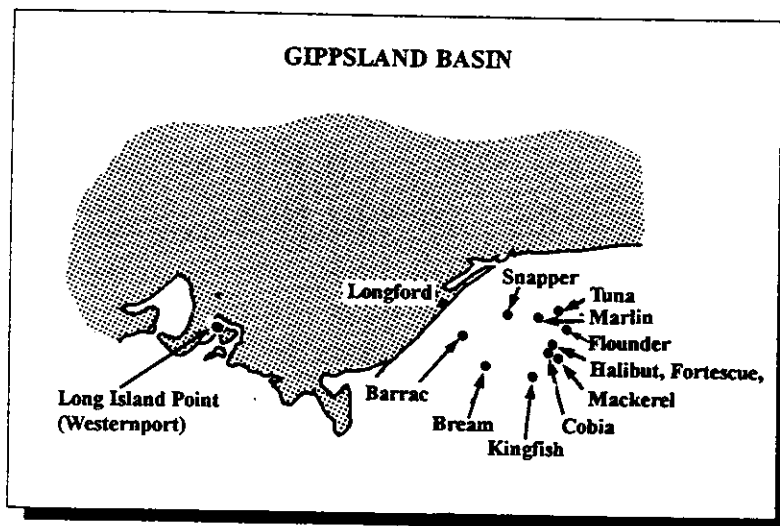 GIPPSLAND BASIN
Snapper
Longford
Tuna
Marlin
Flounder
Halibut, Fortescue,
Mackerel
Cobia
Kingfish
Bream
Barrac
Long Island Point
(Westernport)